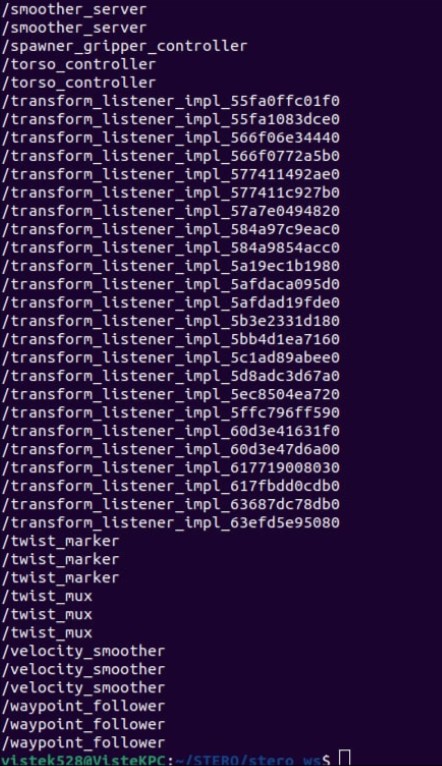 /smoother_server
/smoother_server
/spawner_gripper_controller
/torso_controller
/torso_controller
/transform_listener_impl_55fa0ffc01f0
/transform_listener_impl_55fa1083dce0
/transform_listener_impl_566f06e34440
/transform_listener_impl_566f0772a5b0
/transform_listener_impl_577411492ae0
/transform_listener_impl_577411c927b0
/transform_listener_impl_57a7e0494820
/transform_listener_impl_584a97c9eac0
/transform_listener_impl_584a9854acc0
/transform_listener_impl_5a19ec1b1980
/transform_listener_impl_5afdaca095d0
/transform_listener_impl_5afdad19fde0
/transform_listener_impl_5b3e2331d180
/transform_listener_impl_5bb4d1ea7160
/transform_listener_impl_5c1ad89abee0
/transform_listener_impl_5d8adc3d67a0
/transform_listener_impl_5ec8504ea720
/transform_listener_impl_5ffc796ff590
/transform_listener_impl_60d3e41631f0
/transform_listener_impl_60d3e47d6a00
/transform_listener_impl_617719008030
/transform_listener_impl_617fbdd0cdb0
/transform_listener_impl_63687dc78db0
/transform_listener_impl_63efd5e95080
/twist_marker
/twist_marker
/twist_marker
/twist_mux
/twist_mux
/twist_mux
/velocity_smoother
/velocity_smoother
/velocity_smoother
/waypoint_follower
/waypoint_follower
/waypoint_follower
vistek528@VisteKPC:~/STERO/stero_ws$